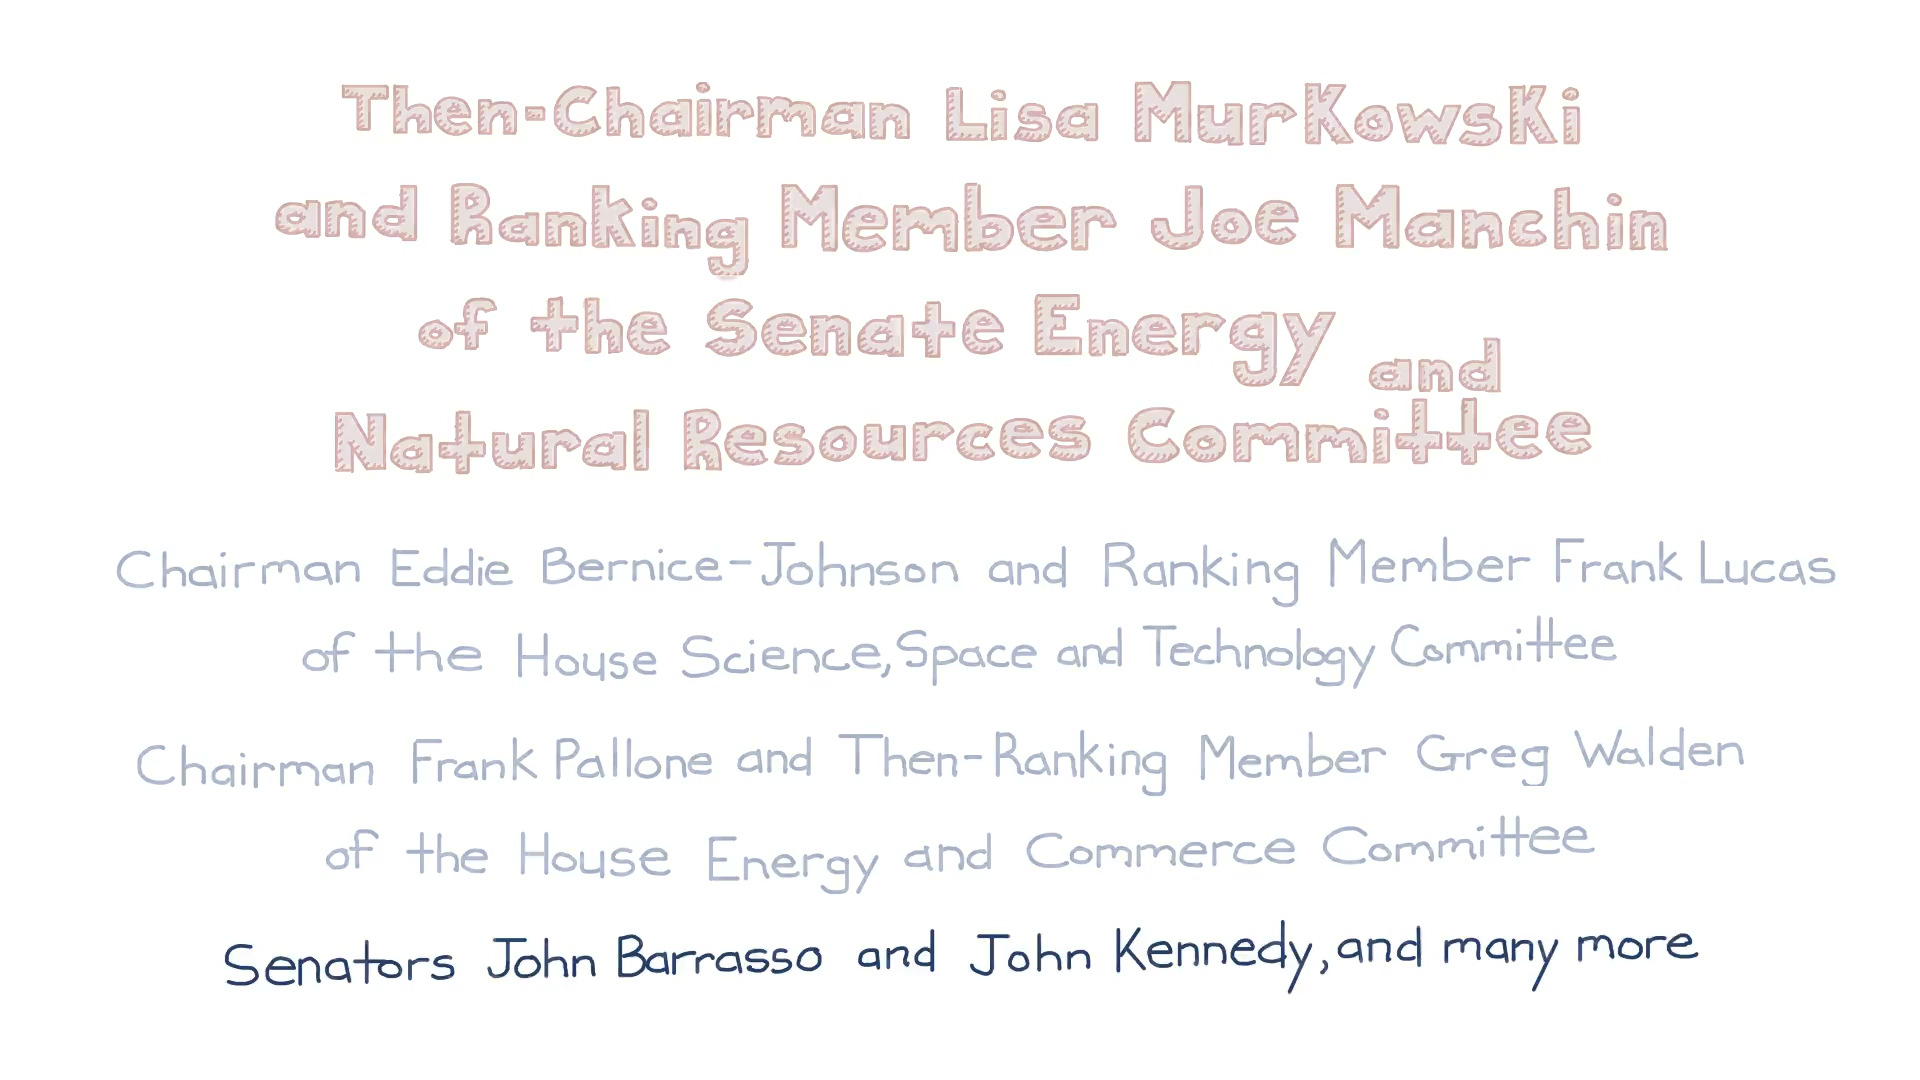 Then-Chairman Lisa Murkowski
and Ranking Member Joe Manchin
of the Senate Energy and
Natural Resources Committee
Chairman Eddie Bernice-Johnson and Ranking Member Frank Lucas
of the House Science, Space and Technology Committee
Chairman Frank Pallone and Then-Ranking Member Greg Walden
of the House Energy and Commerce Committee
Senators John Barrasso and John Kennedy, and many more